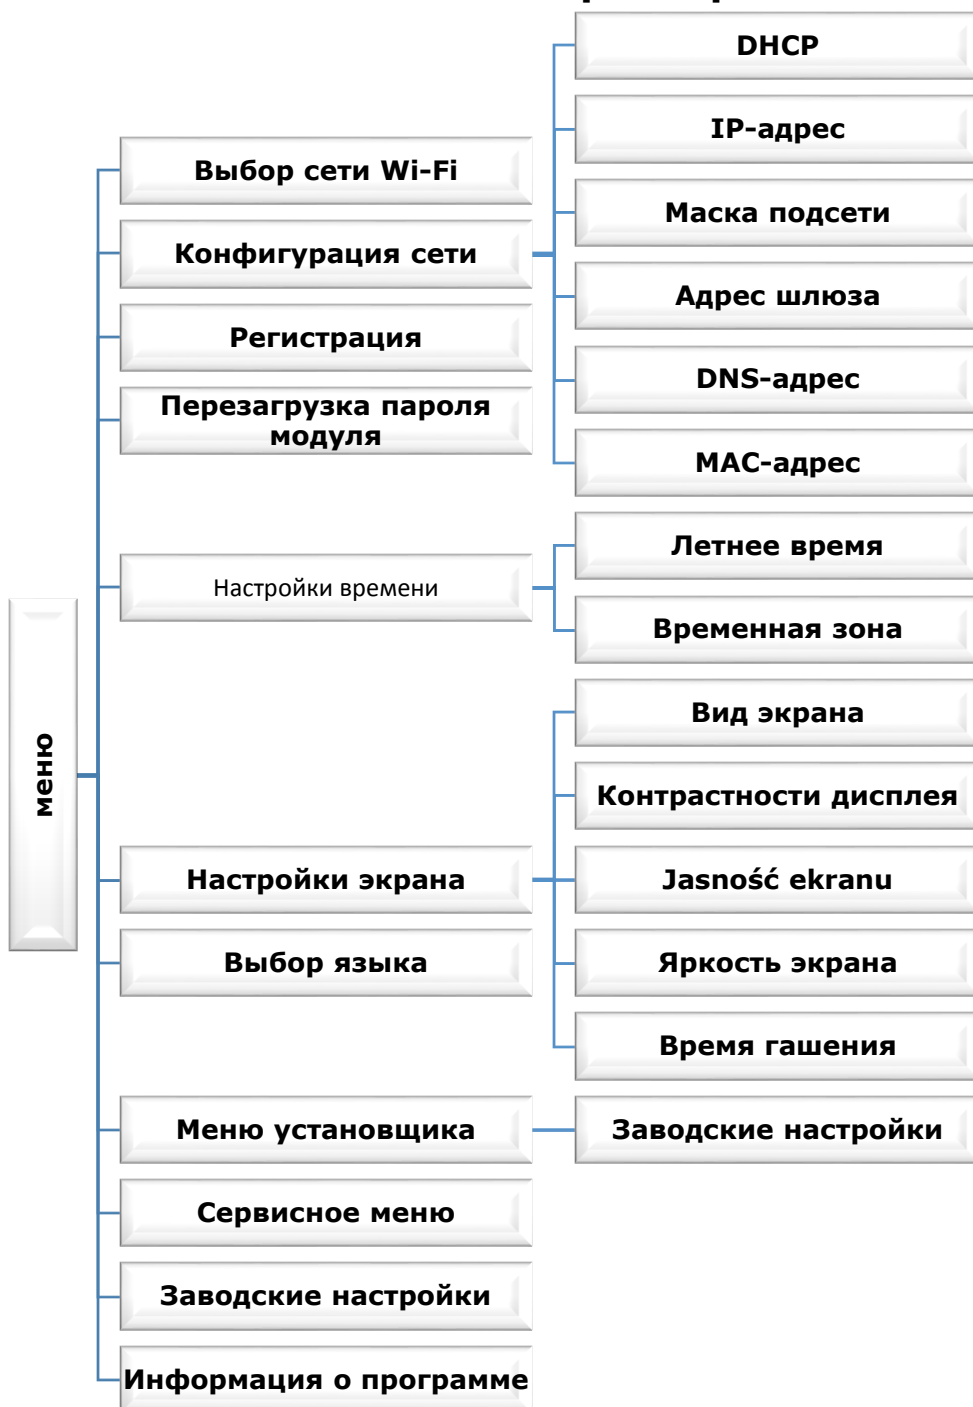 меню
Выбор сети Wi-Fi
Конфигурация сети
DHCP
IP-адрес
Маска подсети
Адрес шлюза
DNS-адрес
MAC-адрес
Регистрация
Перезагрузка пароля
модуля
Настройки времени
Летнее время
Временная зона
Настройки экрана
Вид экрана
Контрастности дисплея
Jasność ekranu
Яркость экрана
Время гашения
Выбор языка
Меню установщика
Заводские настройки
Сервисное меню
Заводские настройки
Информация о программе